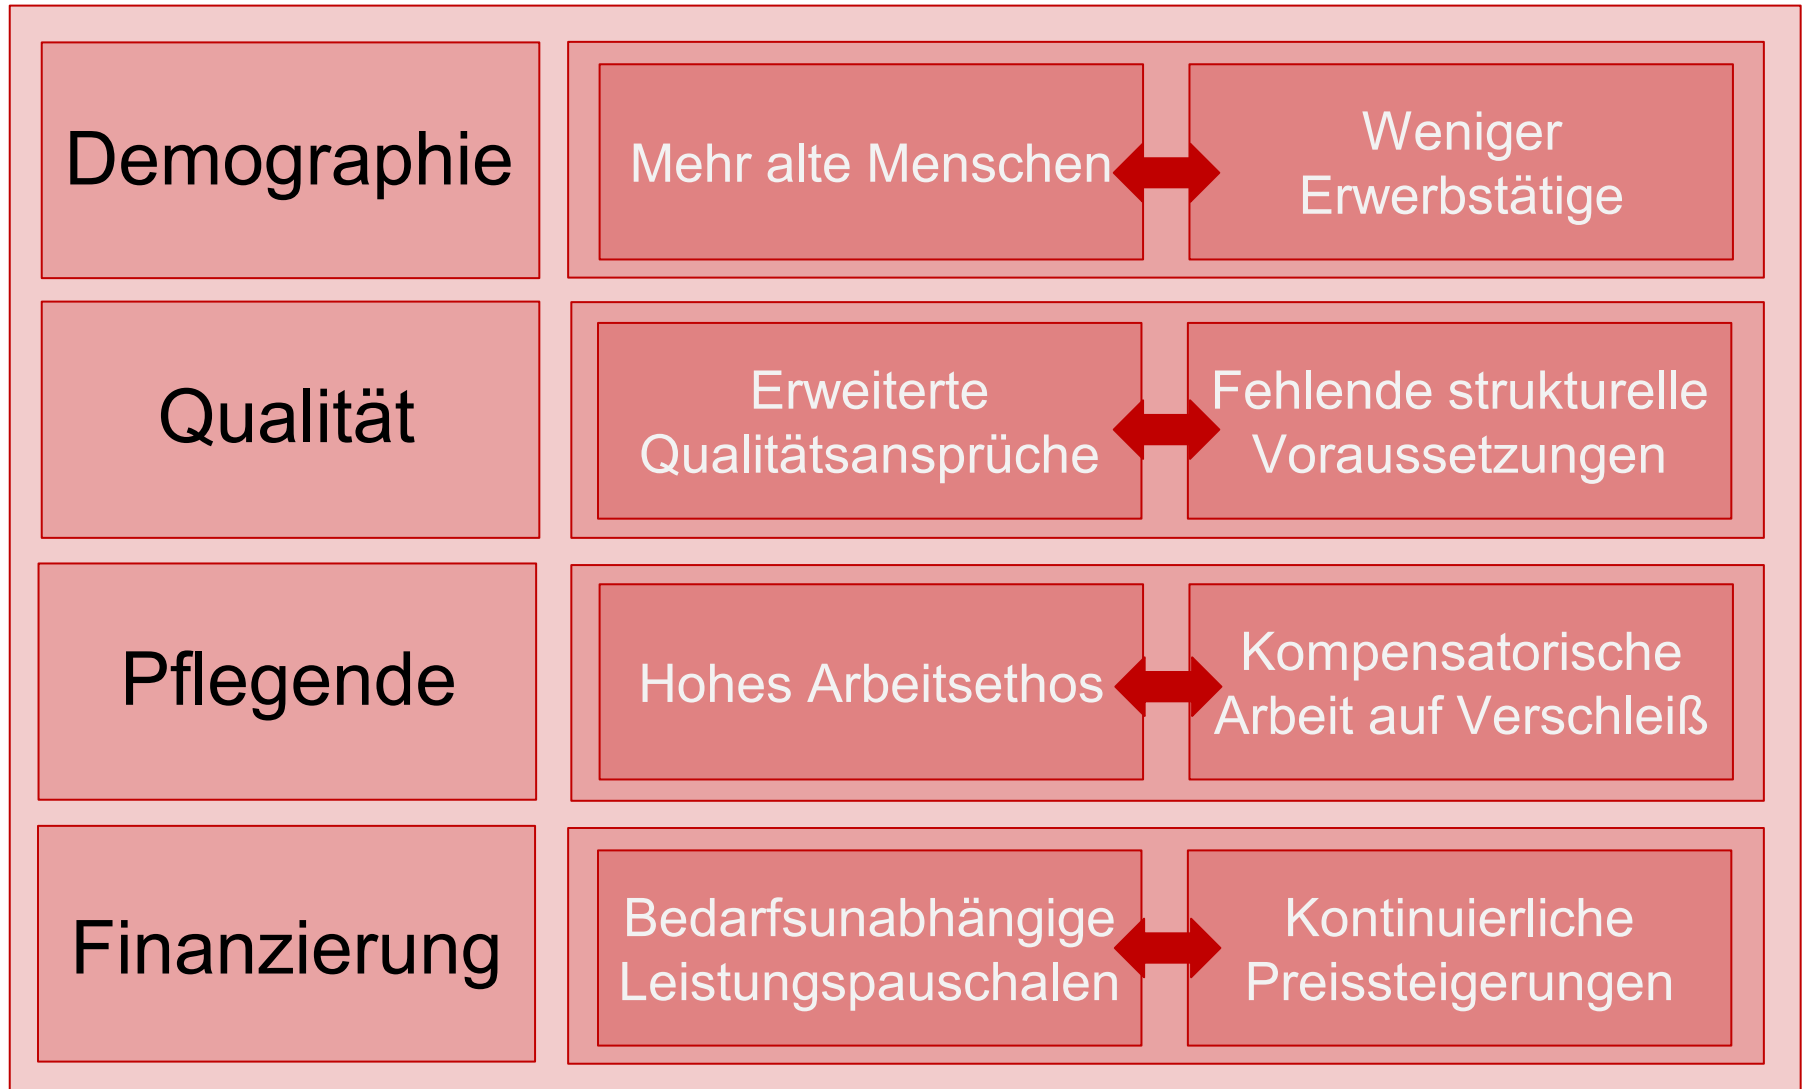 Demographie
Mehr alte Menschen
Weniger
Erwerbstätige
Qualität
Erweiterte
Qualitätsansprüche
Fehlende strukturelle
Voraussetzungen
Pflegende
Hohes Arbeitsethos
Kompensatorische
Arbeit auf Verschleiß
Finanzierung
Bedarfsunabhängige
Leistungspauschalen
Kontinuierliche
Preissteigerungen